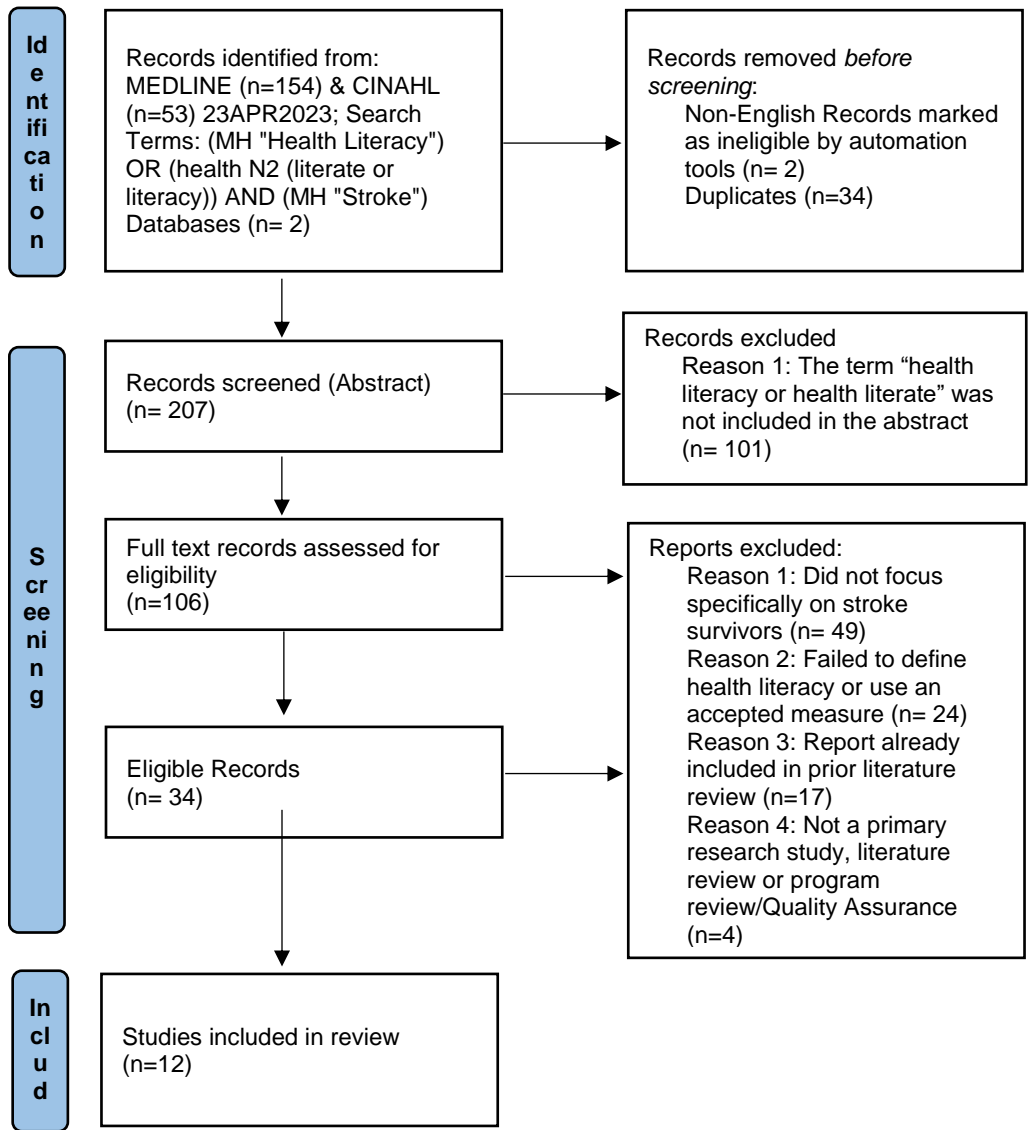 Id
e
nt
ifi
ca
ti
o
n
Records identified from:
MEDLINE (n=154) & CINAHL
(n=53) 23APR2023; Search
Terms: (MH "Health Literacy")
OR (health N2 (literate or
literacy)) AND (MH "Stroke")
Databases (n= 2)
Records removed before
screening:
Non-English Records marked
as ineligible by automation
tools (n= 2)
Duplicates (n=34)
S
cr
ee
ni
n
g
Records screened (Abstract)
(n= 207)
Records excluded
Reason 1: The term “health
literacy or health literate” was
not included in the abstract
(n= 101)
Full text records assessed for
eligibility
(n=106)
Reports excluded:
Reason 1: Did not focus
specifically on stroke
survivors (n= 49)
Reason 2: Failed to define
health literacy or use an
accepted measure (n= 24)
Reason 3: Report already
included in prior literature
review (n=17)
Reason 4: Not a primary
research study, literature
review or program
review/Quality Assurance
(n=4)
Eligible Records
(n= 34)
In
cl
u
d
Studies included in review
(n=12)